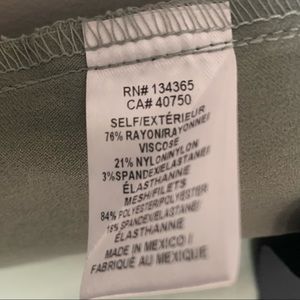 RN# 134365
CA# 40750
SELF/EXTÉRIEUR
76% RAYON/RAYONNE
VISCOSE
21% NYLON/NYLON
3%SPANDEX/ELASTANE
ÉLASTHANNE
MESH/FILETS
84% POLYESTER/POLYESTER
16% SPANDEX/ELASTANE
ÉLASTHANNE
MADE IN MEXICO /
FABRIQUÉ AU MEXIQUE